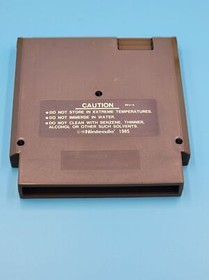 CAUTION
•DO NOT STORE IN EXTREME TEMPERATURES.
•DO NOT IMMERSE IN WATER.
•DO NOT CLEAN WITH BENZENE, THINNER,
ALCOHOL OR OTHER SUCH SOLVENTS.
Nintendo® 1985